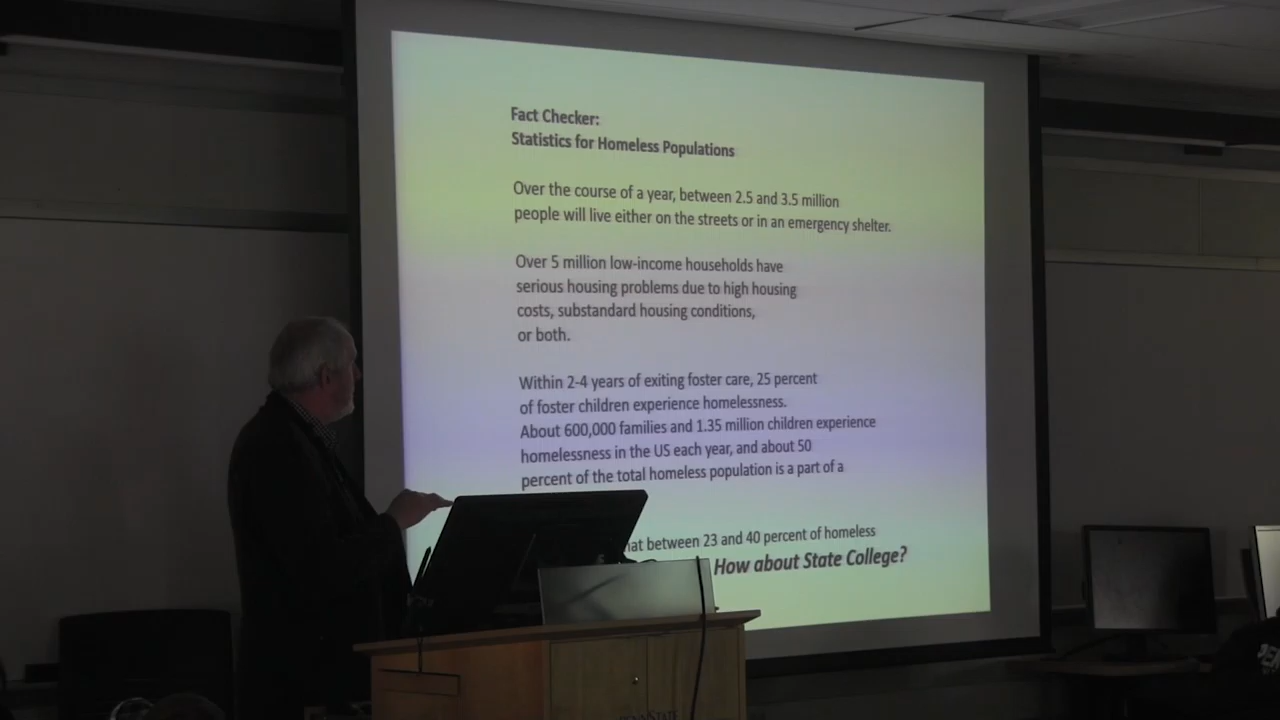 Fact Checker:
Statistics for Homeless Populations
Over the course of a year, between 2.5 and 3.5 million
people will live either on the streets or in an emergency shelter.
Over 5 million low-income households have
serious housing problems due to high housing
costs, substandard housing conditions,
or both.
Within 2-4 years of exiting foster care, 25 percent
of foster children experience homelessness.
About 600,000 families and 1.35 million children experience
homelessness in the US each year, and about 50
percent of the total homeless population is a part of a
between 23 and 40 percent of homeless
How about State College?
PENNSTATE